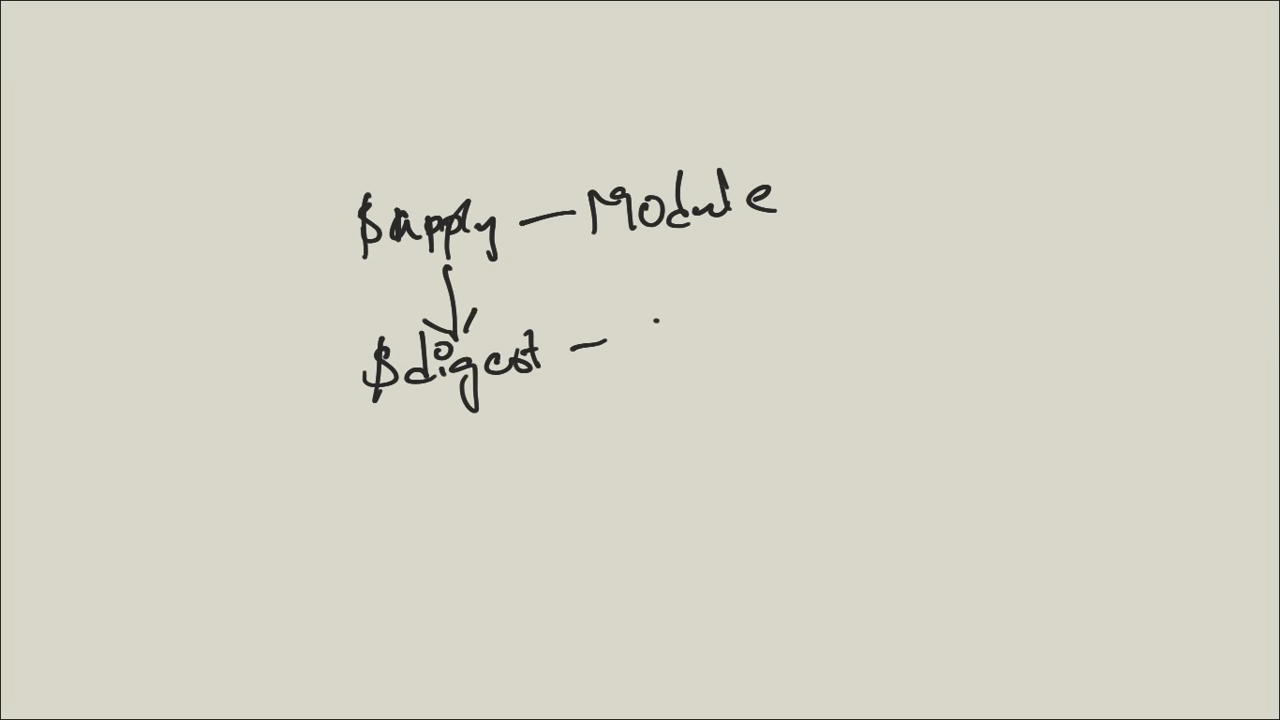 $apply — Module
$digest —